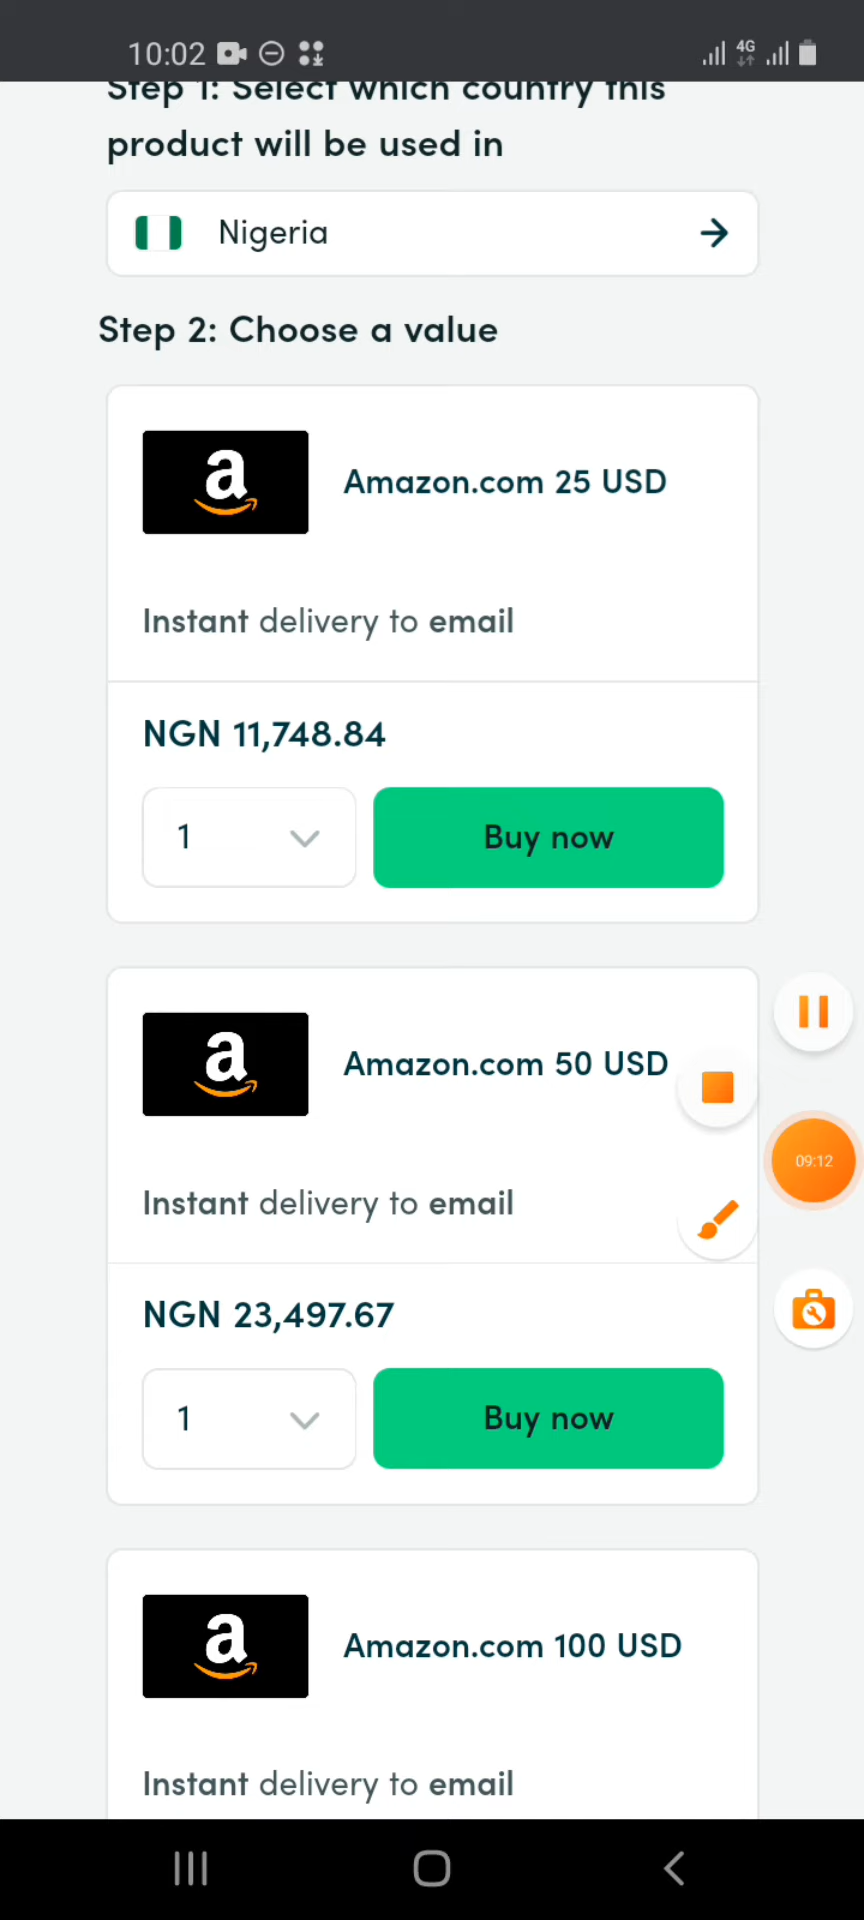 10:02 4G
Step 1: Select which country this
product will be used in
Nigeria
Step 2: Choose a value
a
Amazon.com 25 USD
Instant delivery to email
NGN 11,748.84
1
Buy now
a
Amazon.com 50 USD
Instant delivery to email
09:12
NGN 23,497.67
1
Buy now
a
Amazon.com 100 USD
Instant delivery to email